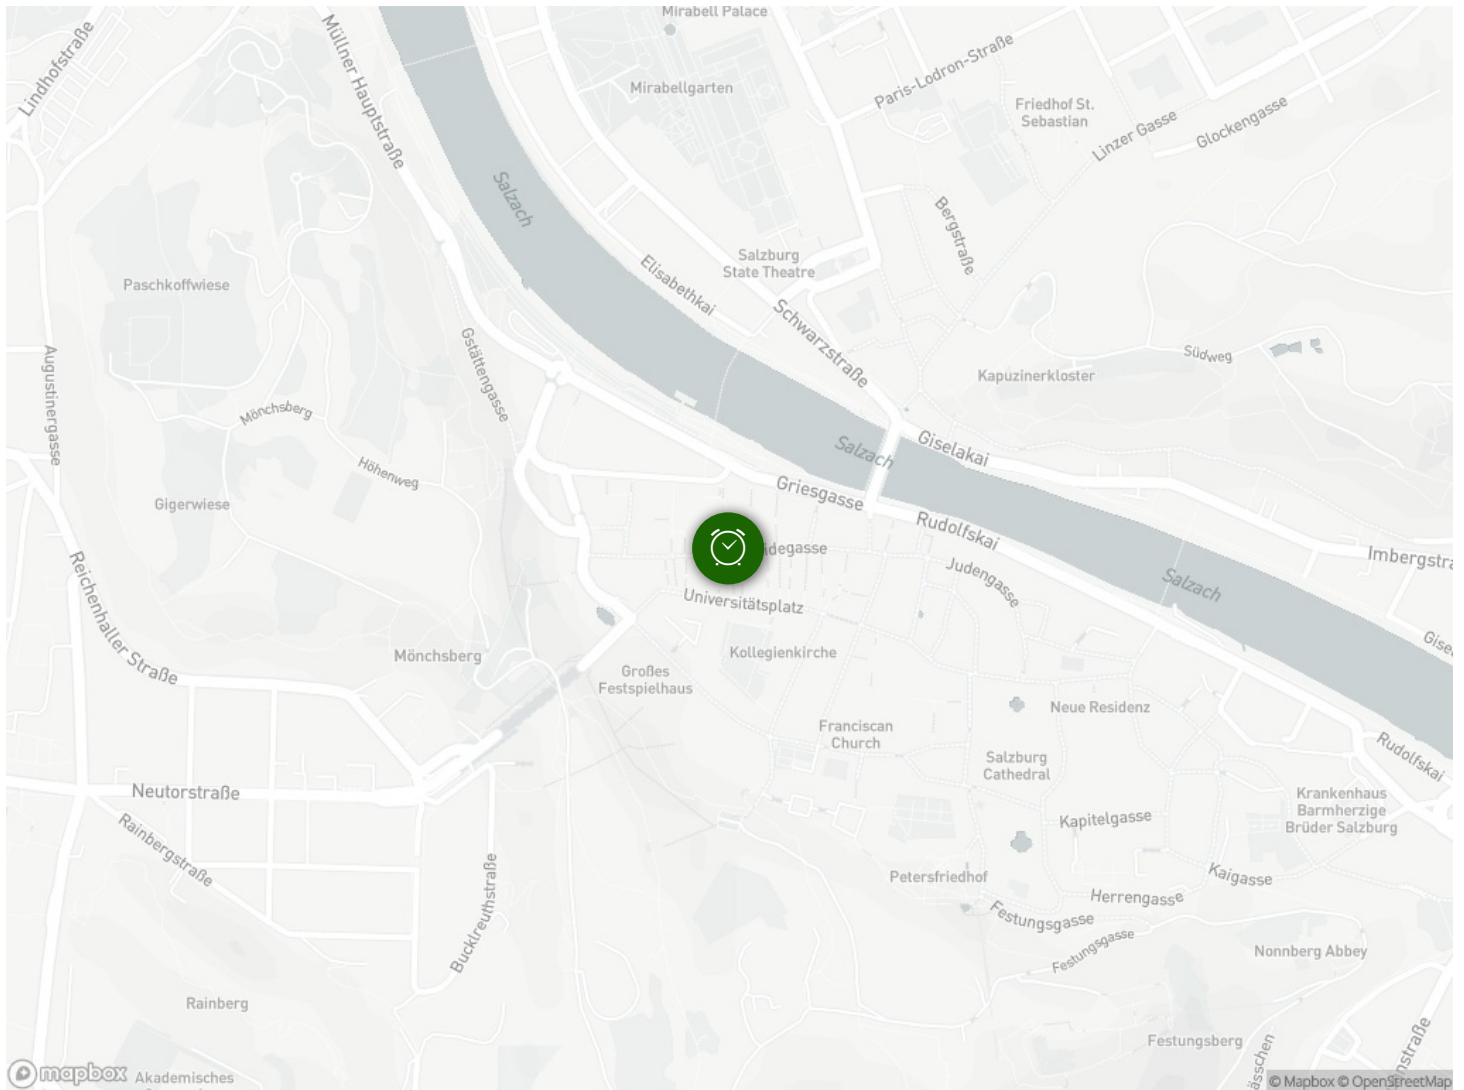 Mirabell Palace
Lindhofstraße
Müllner Hauptstraße
Paris-Lodron-Straße
Mirabellgarten
Friedhof St.
Sebastian
Linzer Gasse
Glockengasse
Salzach
Bergstraße
Salzburg
State Theatre
Elisabethkai
Paschkoffwiese
Schwarzstraße
Gstättengasse
Südweg
Kapuzinerkloster
Augustinergasse
Mönchsberg
Höhenweg
Salzach
Giselakai
Gigerwiese
Griesgasse
Rudolfskai
idegasse
Imbergstra
Judengasse
Salzach
Universitätsplatz
Reichenhaller Straße
Mönchsberg
Kollegienkirche
Gise
Großes
Festspielhaus
Neue Residenz
Franciscan
Church
Rudolfskai
Salzburg
Cathedral
Neutorstraße
Krankenhaus
Barmherzige
Brüder Salzburg
Kapitelgasse
Rainbergstraße
Petersfriedhof
Kaigasse
Herrengasse
Bucklreuthstraße
Festungsgasse
Festungsgasse
Nonnberg Abbey
Rainberg
Festungsberg
ässchen
nstraße
mapbox
Akademisches
© Mapbox © OpenStreetMap